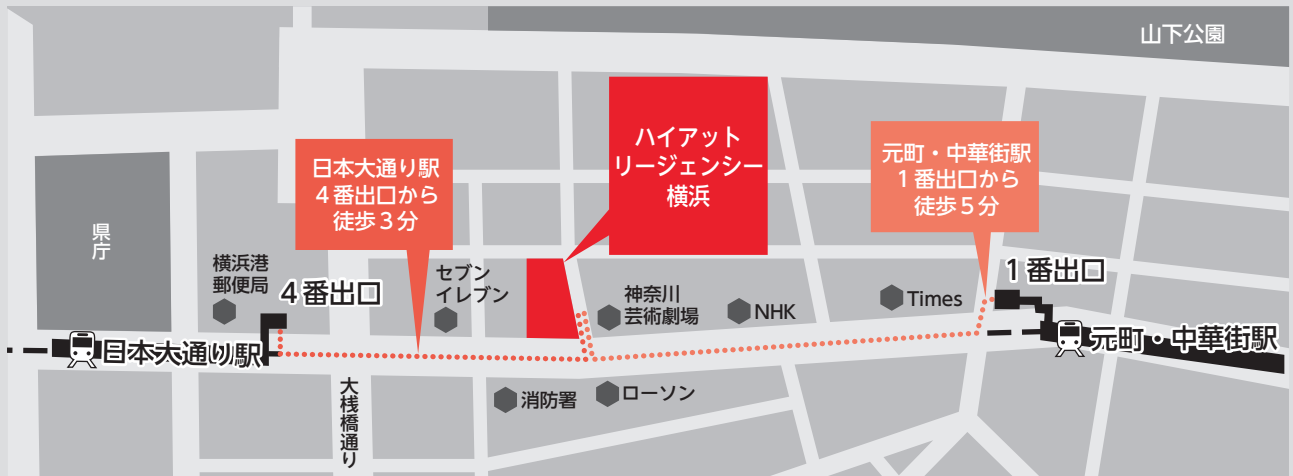 山下公園
ハイアット
リージェンシー
横浜
日本大通り駅
4番出口から
徒歩3分
元町・中華街駅
1番出口から
徒歩5分
県庁
横浜港
郵便局
4番出口
セブン
イレブン
神奈川
芸術劇場
NHK
Times
1番出口
日本大通り駅
元町・中華街駅
大桟橋通り
消防署
ローソン